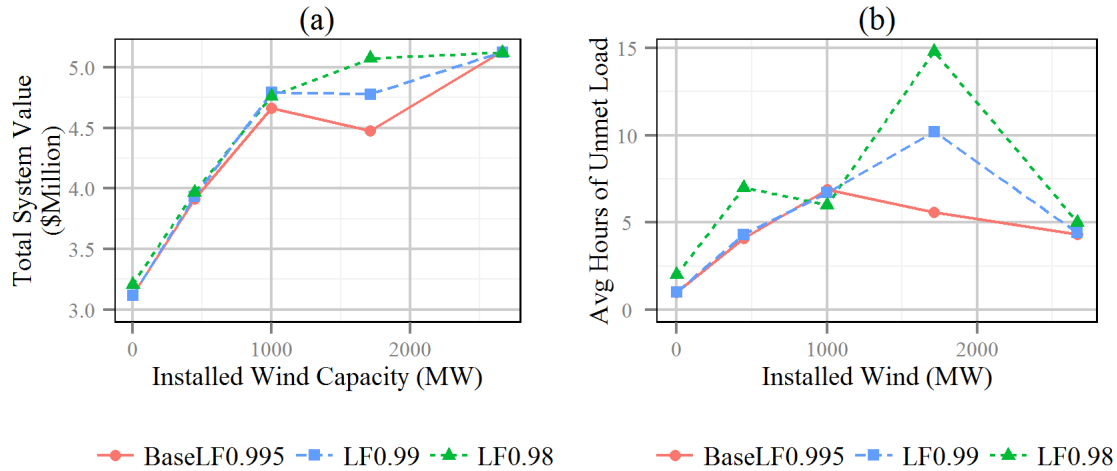 (a)
Total System Value
($Million)
5.0
4.5
4.0
3.5
3.0
0 1000 2000
Installed Wind Capacity (MW)
BaseLF0.995 LF0.99 LF0.98
(b)
Avg Hours of Unmet Load
15
10
5
0
0 1000 2000
Installed Wind (MW)
BaseLF0.995 LF0.99 LF0.98